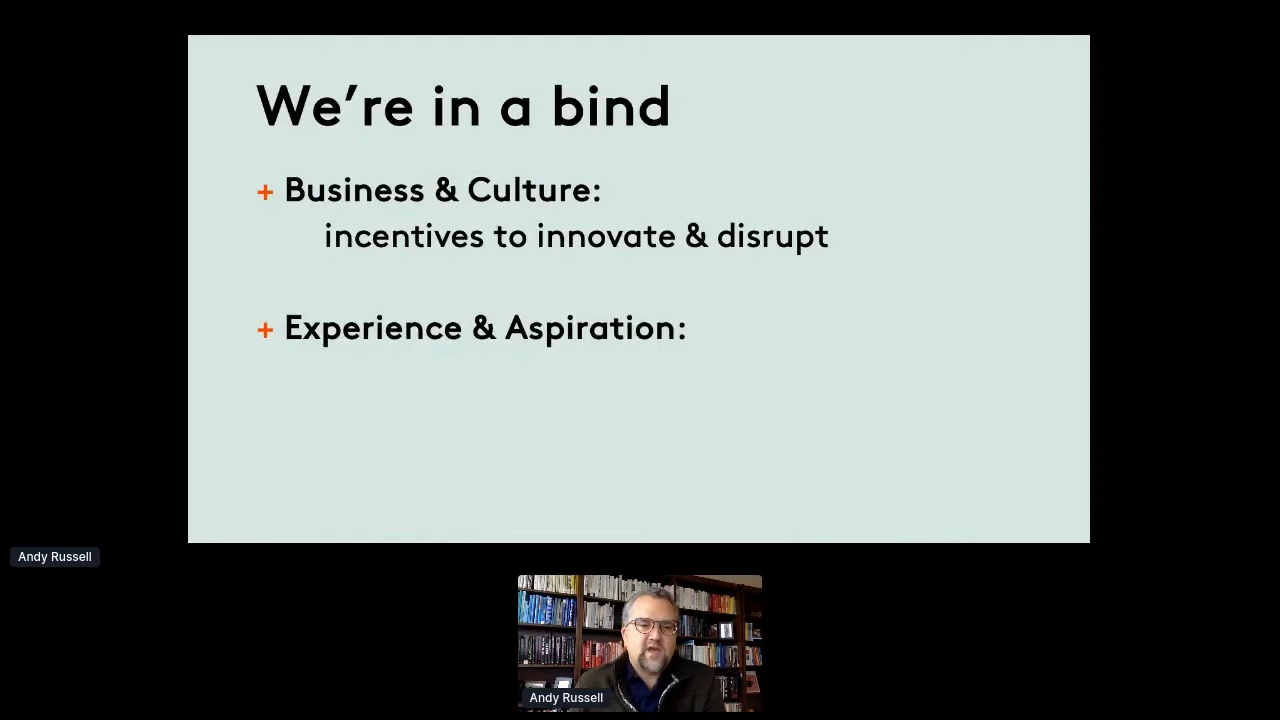 We’re in a bind
+ Business & Culture:
incentives to innovate & disrupt
+ Experience & Aspiration:
Andy Russell
Andy Russell